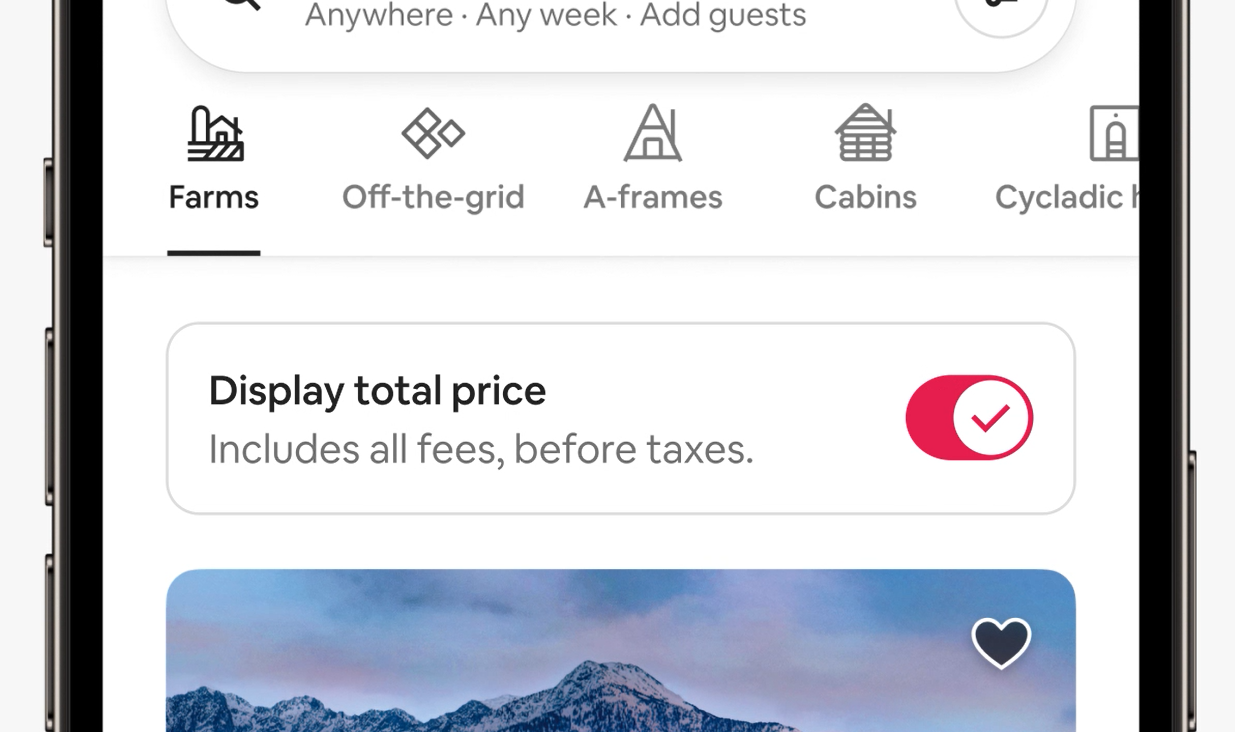 Anywhere · Any week · Add guests
Farms
Off-the-grid
A-frames
Cabins
Cycladic
Display total price
Includes all fees, before taxes.